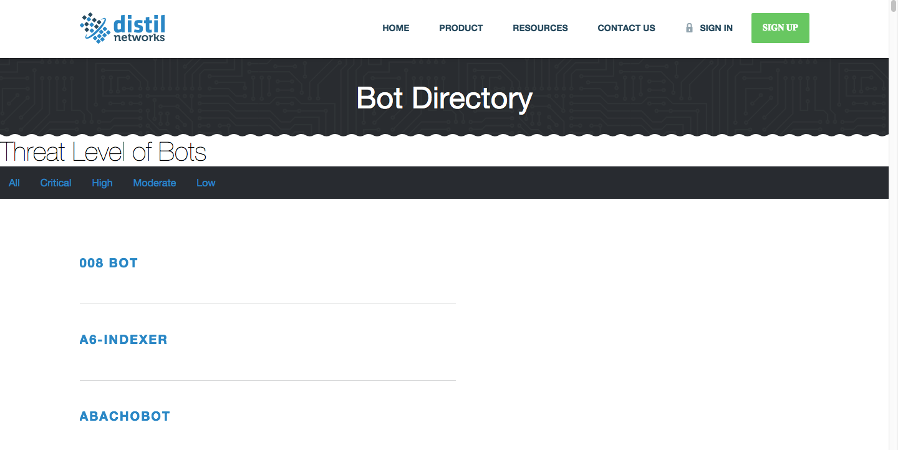 distil
networks
HOME PRODUCT RESOURCES CONTACT US SIGN IN SIGN UP
Bot Directory
Threat Level of Bots
All Critical High Moderate Low
008 BOT
A6-INDEXER
ABACHOBOT